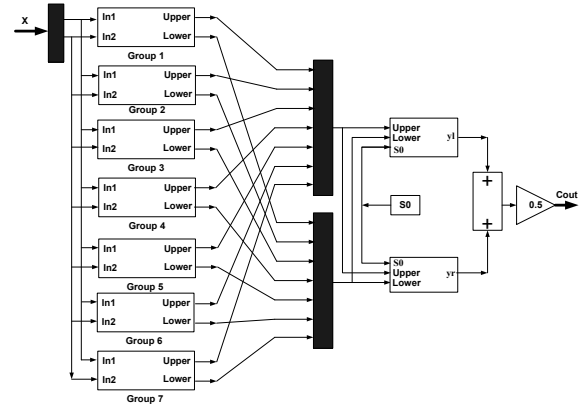 X
In1 Upper
In2 Lower
Group 1
In1 Upper
In2 Lower
Group 2
In1 Upper
In2 Lower
Group 3
In1 Upper
In2 Lower
Group 4
In1 Upper
In2 Lower
Group 5
In1 Upper
In2 Lower
Group 6
In1 Upper
In2 Lower
Group 7
Upper yl
Lower
S0
S0
S0
Upper yr
Lower
+
+
0.5
Cout